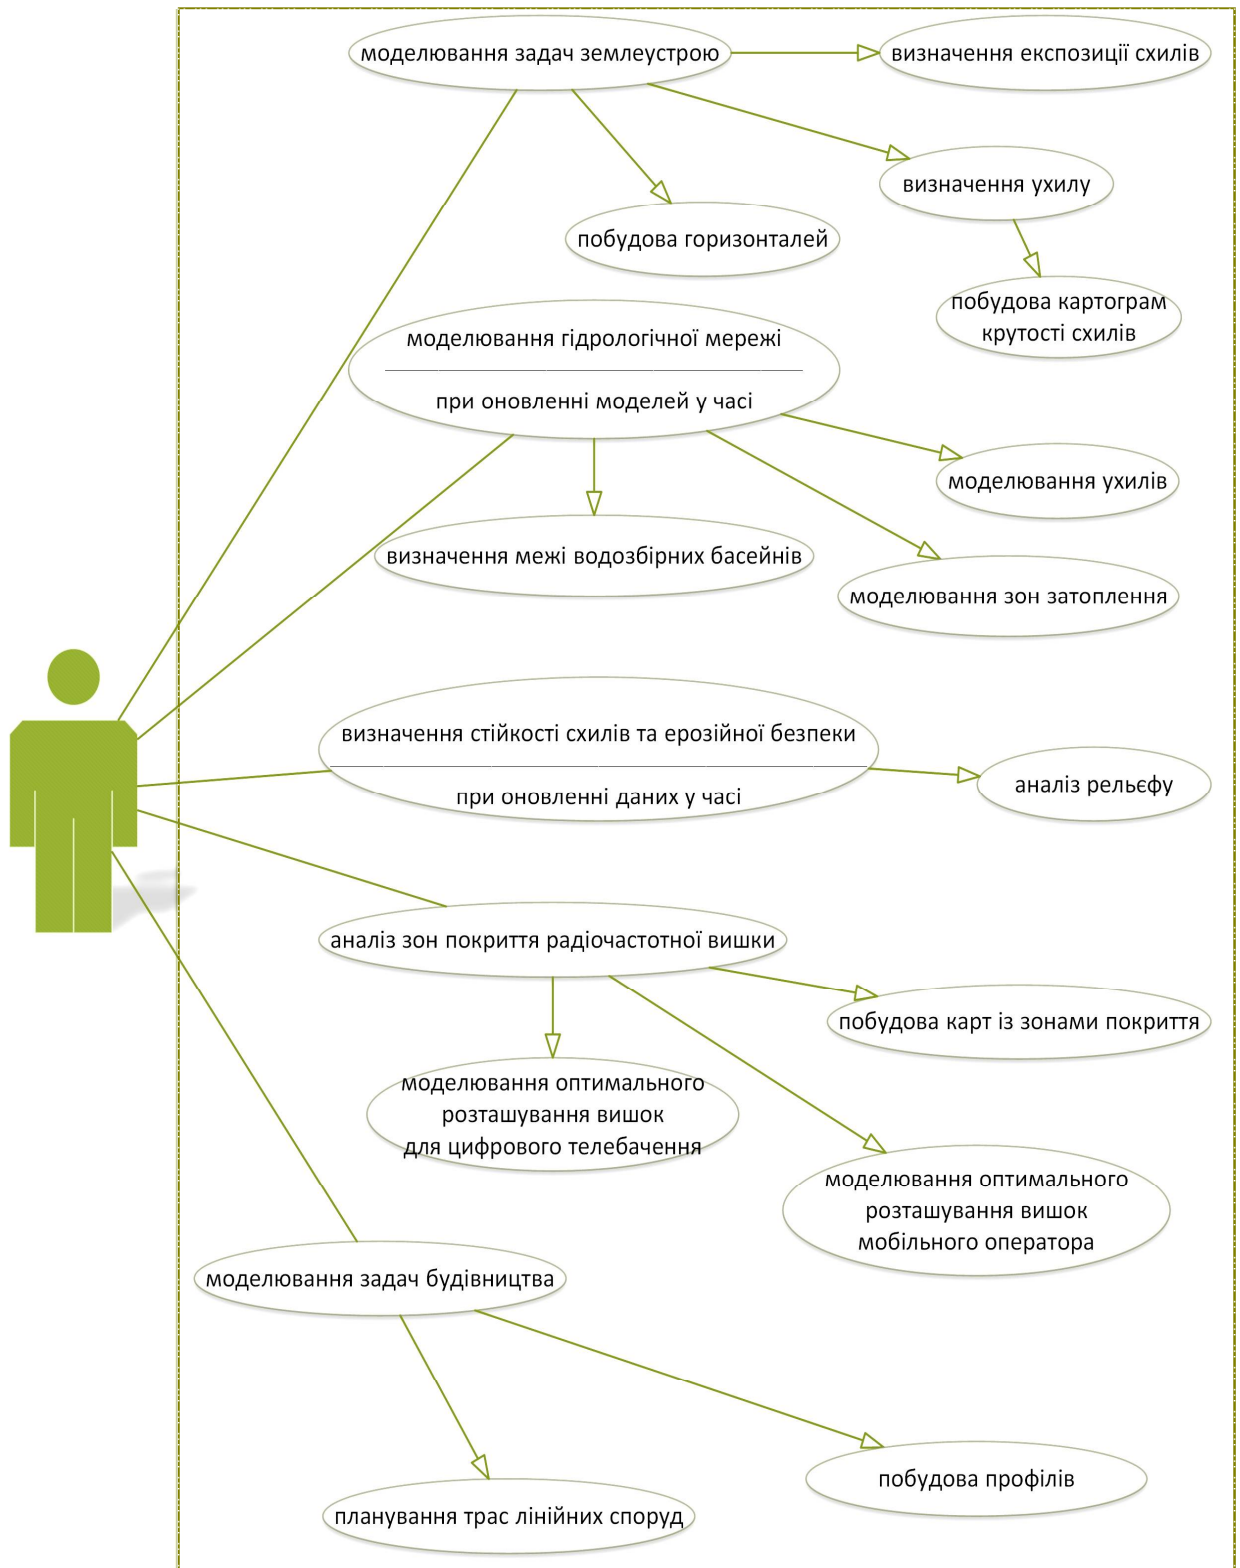 моделювання задач землеустрою
визначення експозиції схилів
визначення ухилу
побудова горизонталей
побудова картограм
крутості схилів
моделювання гідрологічної мережі
при оновленні моделей у часі
моделювання ухилів
визначення межі водозбірних басейнів
моделювання зон затоплення
визначення стійкості схилів та ерозійної безпеки
при оновленні даних у часі
аналіз рельєфу
аналіз зон покриття радіочастотної вишки
побудова карт із зонами покриття
моделювання оптимального
розташування вишок
для цифрового телебачення
моделювання оптимального
розташування вишок
мобільного оператора
моделювання задач будівництва
побудова профілів
планування трас лінійних споруд